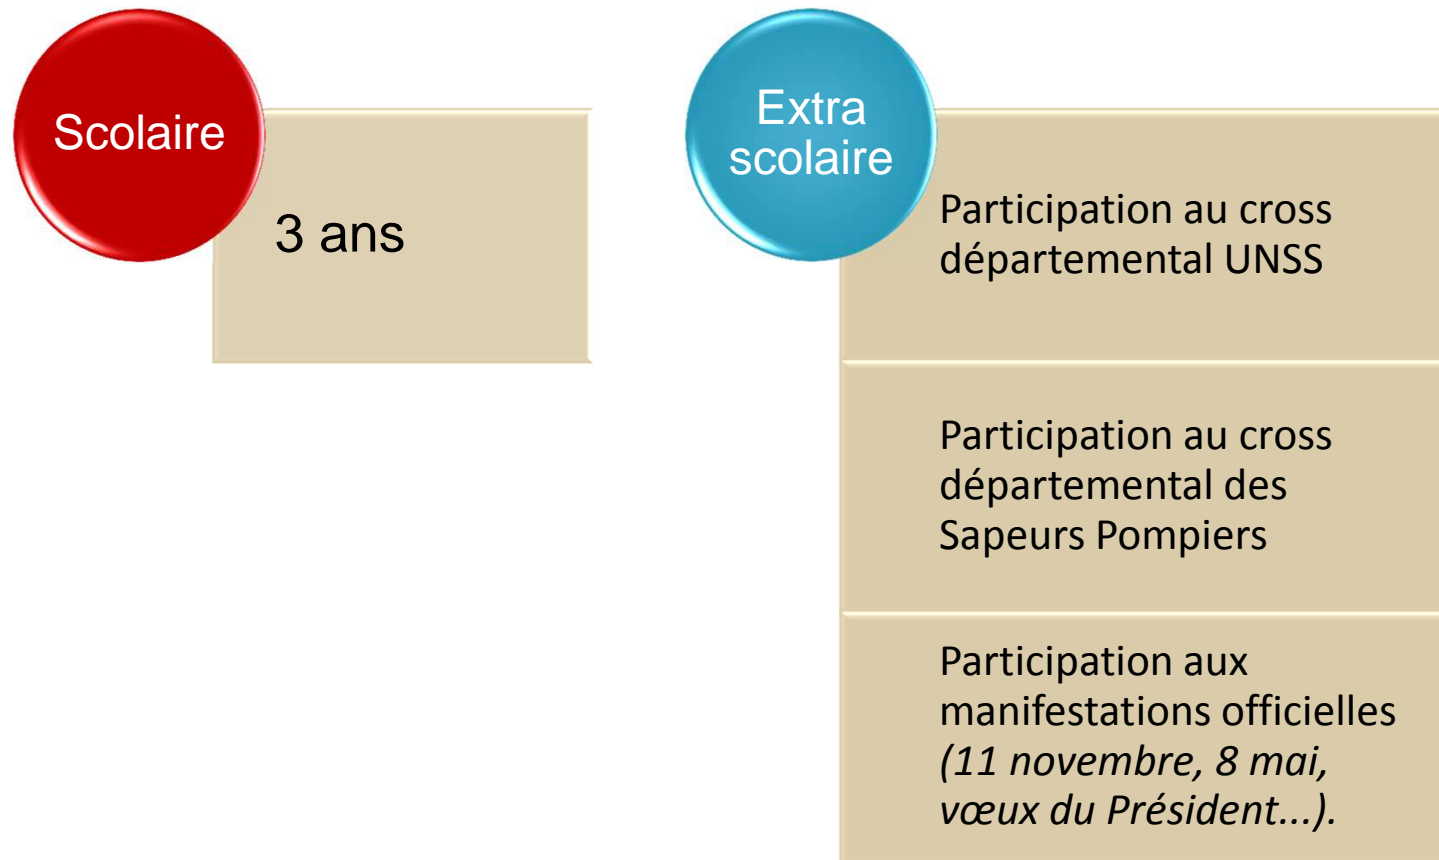 Scolaire
3 ans
Extra
scolaire
Participation au cross
départemental UNSS
Participation au cross
départemental des
Sapeurs Pompiers
Participation aux
manifestations officielles
(11 novembre, 8 mai,
vœux du Président...).